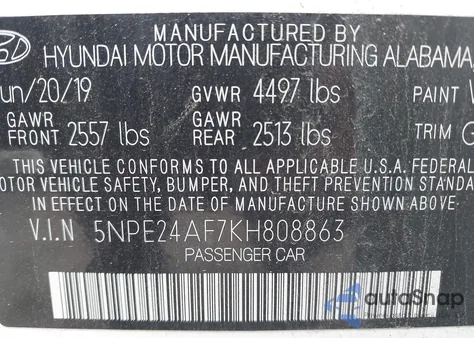 MANUFACTURED BY
HYUNDAI MOTOR MANUFACTURING ALABAMA,
un/20/19 GVWR 4497 lbs PAINT
GAWR FRONT 2557 lbs GAWR REAR 2513 lbs TRIM
THIS VEHICLE CONFORMS TO ALL APPLICABLE U.S.A. FEDERAL
OTOR VEHICLE SAFETY, BUMPER, AND THEFT PREVENTION STANDA
IN EFFECT ON THE DATE OF MANUFACTURE SHOWN ABOVE.
V.I.N 5NPE24AF7KH808863
PASSENGER CAR
autoSnap